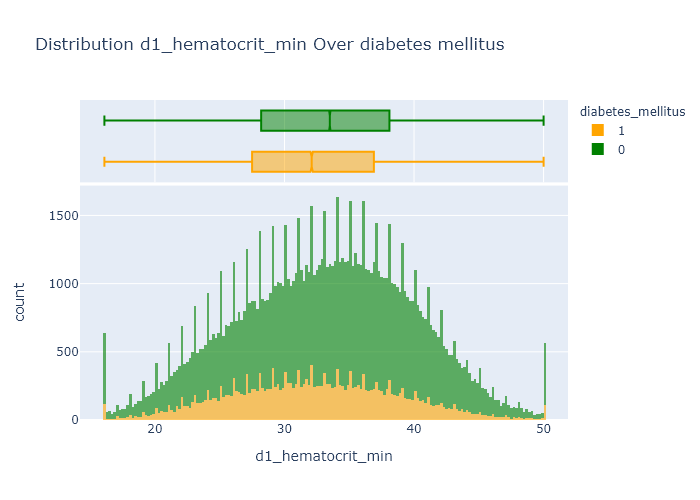 Distribution d1_hematocrit_min Over diabetes mellitus
diabetes_mellitus
1
0
1500
1000
500
0
count
20
30
40
50
d1_hematocrit_min